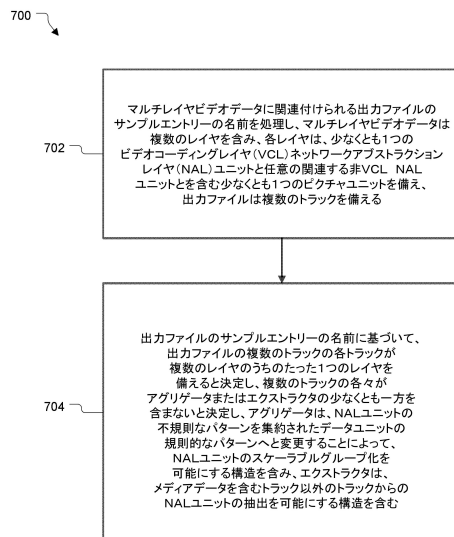 700
702
マルチレイヤビデオデータに関連付けられる出力ファイルの
サンプルエントリーの名前を処理し、マルチレイヤビデオデータは
複数のレイヤを含み、各レイヤは、少なくとも1つの
ビデオコーディングレイヤ(VCL)ネットワークアブストラクション
レイヤ(NAL)ユニットと任意の関連する非VCL NAL
ユニットとを含む少なくとも1つのピクチャユニットを備え、
出力ファイルは複数のトラックを備える
704
出力ファイルのサンプルエントリーの名前に基づいて、
出力ファイルの複数のトラックの各トラックが
複数のレイヤのうちのたった1つのレイヤを
備えると決定し、複数のトラックの各々が
アグリゲータまたはエクストラクタの少なくとも一方を
含まないと決定し、アグリゲータは、NALユニットの
不規則なパターンを集約されたデータユニットの
規則的なパターンへと変更することによって、
NALユニットのスケーラブルグループ化を
可能にする構造を含み、エクストラクタは、
メディアデータを含むトラック以外のトラックからの
NALユニットの抽出を可能にする構造を含む